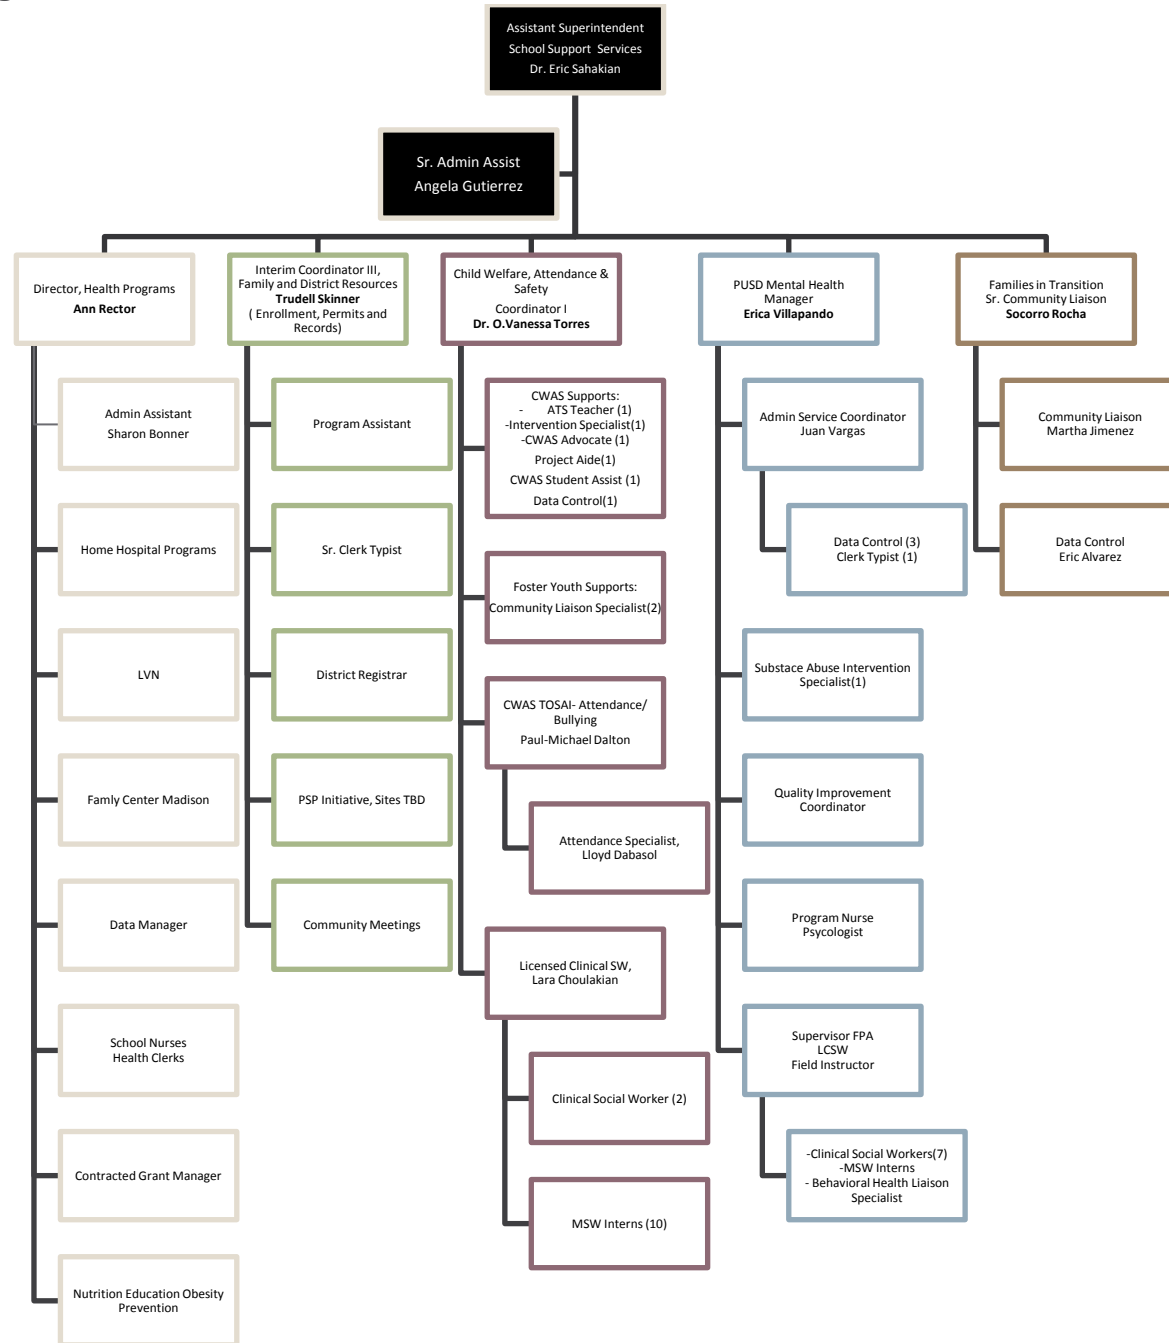 Assistant Superintendent
School Support  Services
Dr. Eric Sahakian
Sr. Admin Assist
Angela Gutierrez
Director, Health Programs
Ann Rector
Interim Coordinator III,
Family and District Resources
Trudell Skinner
( Enrollment, Permits and
Records)
Child Welfare, Attendance &
Safety
Coordinator I
Dr. O.Vanessa Torres
PUSD Mental Health
Manager
Erica Villapando
Families in Transition
Sr. Community Liaison
Socorro Rocha
Admin Assistant
Sharon Bonner
Home Hospital Programs
LVN
Famly Center Madison
Data Manager
School Nurses
Health Clerks
Contracted Grant Manager
Nutrition Education Obesity
Prevention
Program Assistant
Sr. Clerk Typist
District Registrar
PSP Initiative, Sites TBD
Community Meetings
CWAS Supports:
- ATS Teacher (1)
-Intervention Specialist(1)
-CWAS Advocate (1)
Project Aide(1)
CWAS Student Assist (1)
Data Control(1)
Foster Youth Supports:
Community Liaison Specialist(2)
CWAS TOSAI- Attendance/
Bullying
Paul-Michael Dalton
Attendance Specialist,
Lloyd Dabasol
Licensed Clinical SW,
Lara Choulakian
Clinical Social Worker (2)
MSW Interns (10)
Admin Service Coordinator
Juan Vargas
Data Control (3)
Clerk Typist (1)
Substace Abuse Intervention
Specialist(1)
Quality Improvement
Coordinator
Program Nurse
Psycologist
Supervisor FPA
LCSW
Field Instructor
-Clinical Social Workers(7)
-MSW Interns
- Behavioral Health Liaison
Specialist
Community Liaison
Martha Jimenez
Data Control
Eric Alvarez